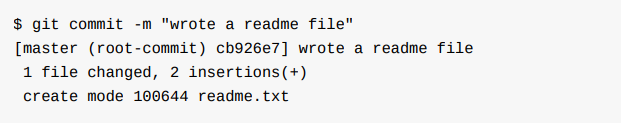 $ git commit -m "wrote a readme file"
[master (root-commit) cb926e7] wrote a readme file
 1 file changed, 2 insertions(+)
 create mode 100644 readme.txt